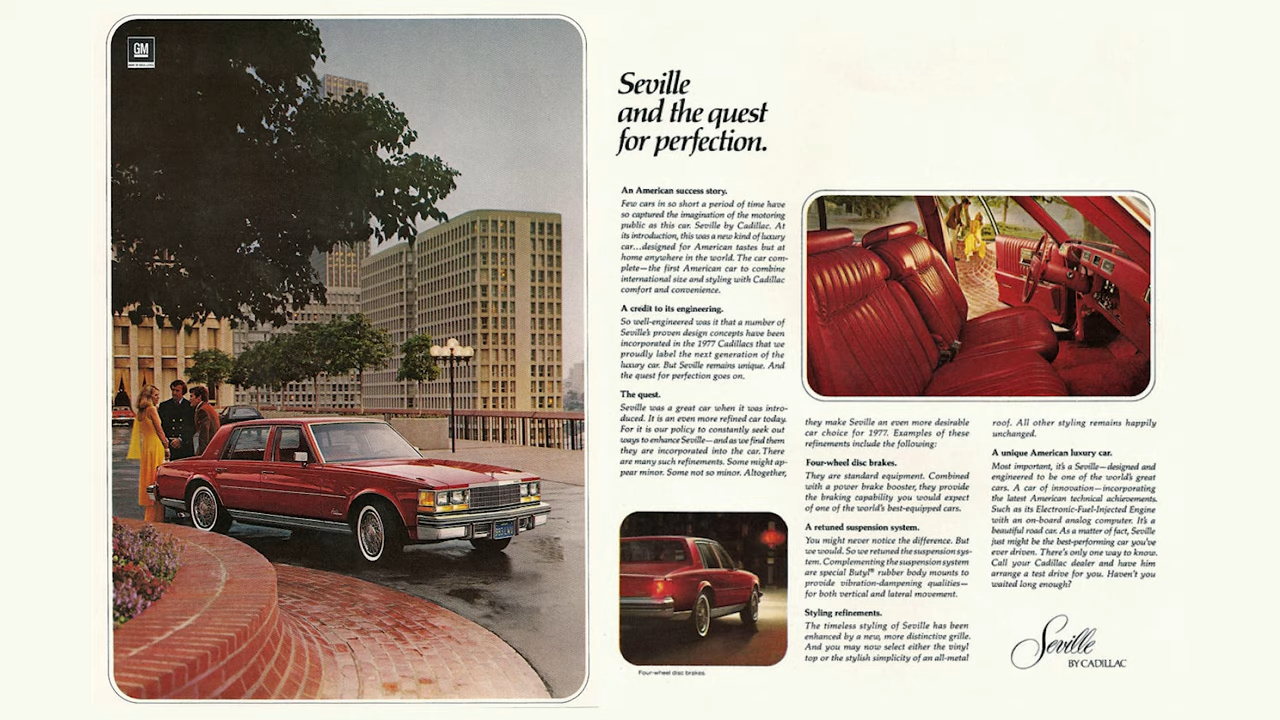 GM
Seville
and the quest
for perfection.
An American success story.
Few cars in so short a period of time have
so captured the imagination of the motoring
public as this car. Seville by Cadillac. At
its introduction, this was a new kind of luxury
car...designed for American tastes but at
home anywhere in the world. The car com-
plete—the first American car to combine
international size and styling with Cadillac
comfort and convenience.
A credit to its engineering.
So well-engineered was it that a number of
Seville's proven design concepts have been
incorporated in the 1977 Cadillacs that we
proudly label the next generation of the
luxury car. But Seville remains unique. And
the quest for perfection goes on.
The quest.
Seville was a great car when it was intro-
duced. It is an even more refined car today.
For it is our policy to constantly seek out
ways to enhance Seville—and as we find them
they are incorporated into the car. There
are many such refinements. Some might ap-
pear minor. Some not so minor. Altogether,
Four-wheel disc brakes.
they make Seville an even more desirable
car choice for 1977. Examples of these
refinements include the following:
Four-wheel disc brakes.
They are standard equipment. Combined
with a power brake booster, they provide
the braking capability you would expect
of one of the world's best-equipped cars.
A retuned suspension system.
You might never notice the difference. But
we would. So we retuned the suspension sys-
tem. Complementing the suspension system
are special Butyl® rubber body mounts to
provide vibration-dampening qualities—
for both vertical and lateral movement.
Styling refinements.
The timeless styling of Seville has been
enhanced by a new, more distinctive grille.
And you may now select either the vinyl
top or the stylish simplicity of an all-metal
roof. All other styling remains happily
unchanged.
A unique American luxury car.
Most important, it's a Seville—designed and
engineered to be one of the world's great
cars. A car of innovation—incorporating
the latest American technical achievements.
Such as its Electronic-Fuel-Injected Engine
with an on-board analog computer. It's a
beautiful road car. As a matter of fact, Seville
just might be the best-performing car you've
ever driven. There's only one way to know.
Call your Cadillac dealer and have him
arrange a test drive for you. Haven't you
waited long enough?
Seville
BY CADILLAC